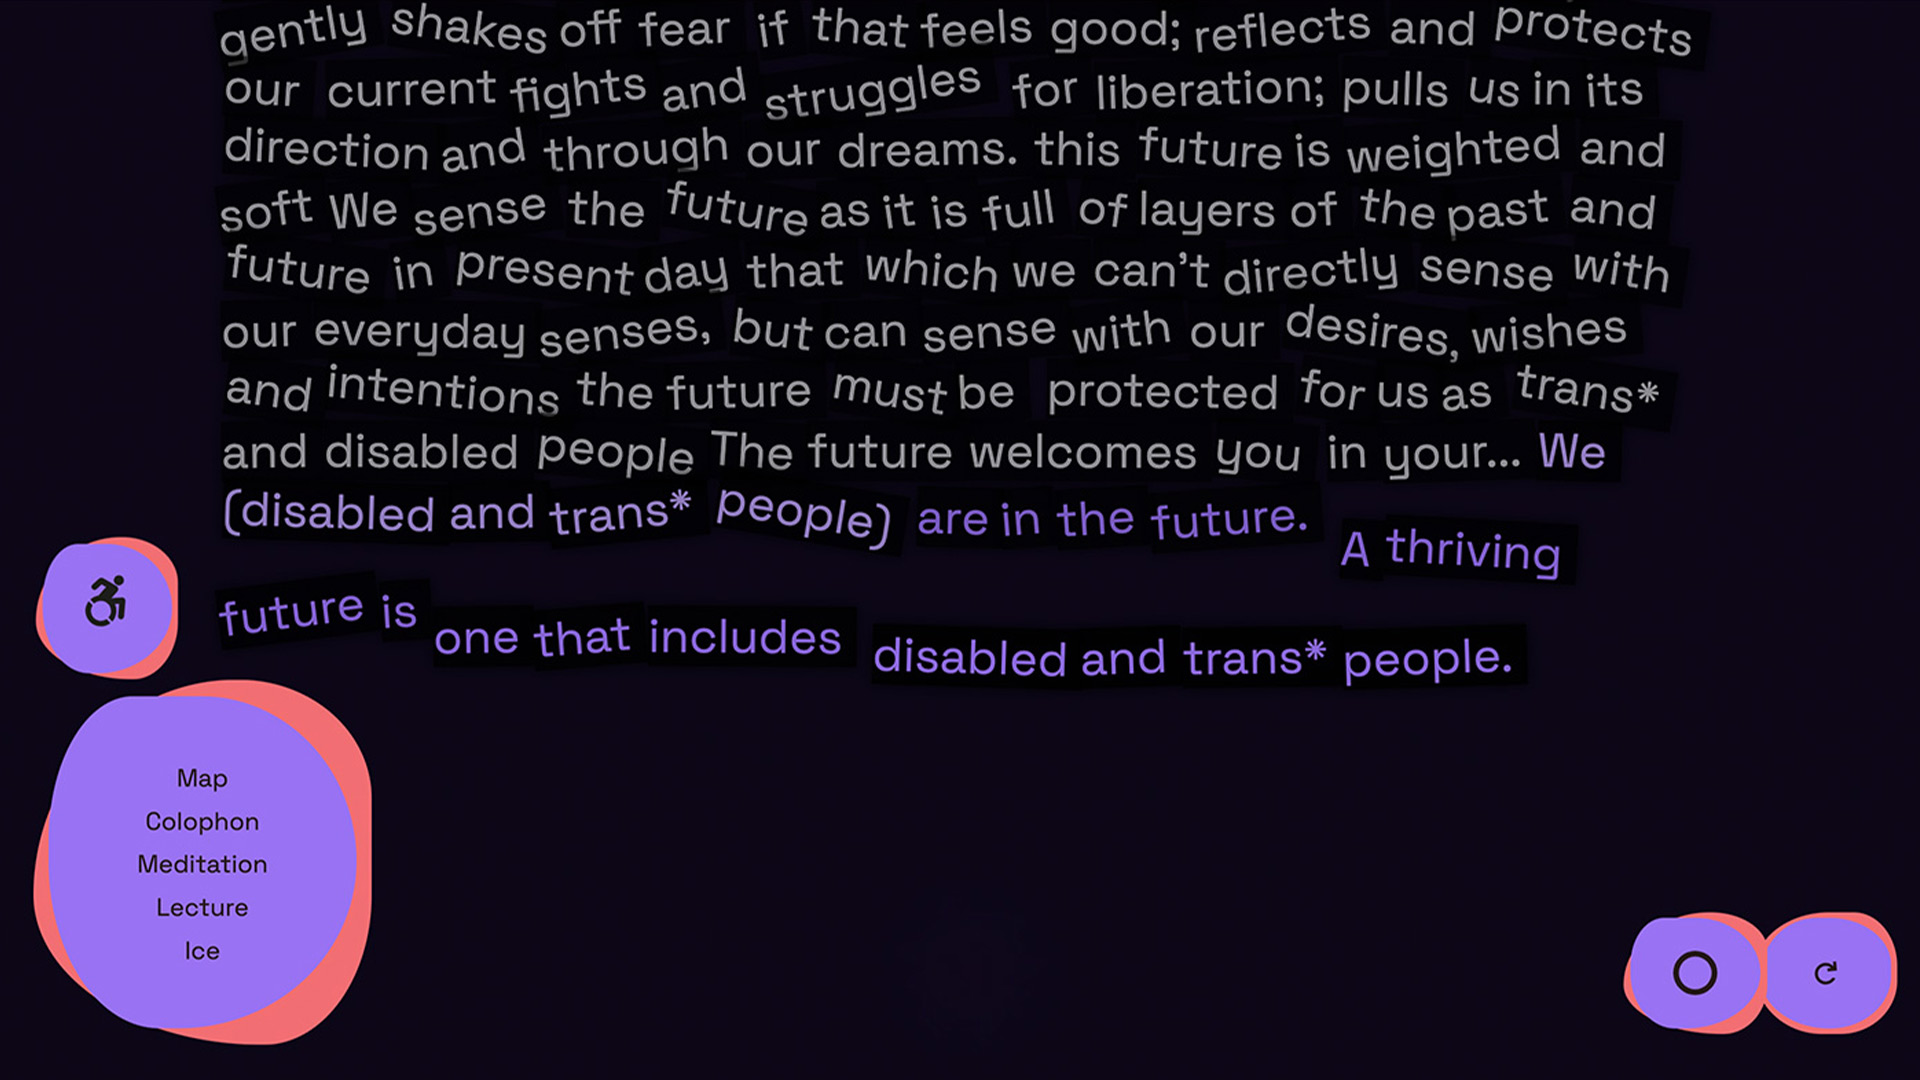 gently shakes off fear if that feels good; reflects and protects
our current fights and struggles for liberation; pulls us in its
direction and through our dreams. this future is weighted and
soft We sense the future as it is full of layers of the past and
future in present day that which we can't directly sense with
our everyday senses, but can sense with our desires, wishes
and intentions the future must be protected for us as trans*
and disabled people The future welcomes you in your... We
(disabled and trans* people) are in the future. A thriving
future is one that includes disabled and trans* people.
Map
Colophon
Meditation
Lecture
Ice